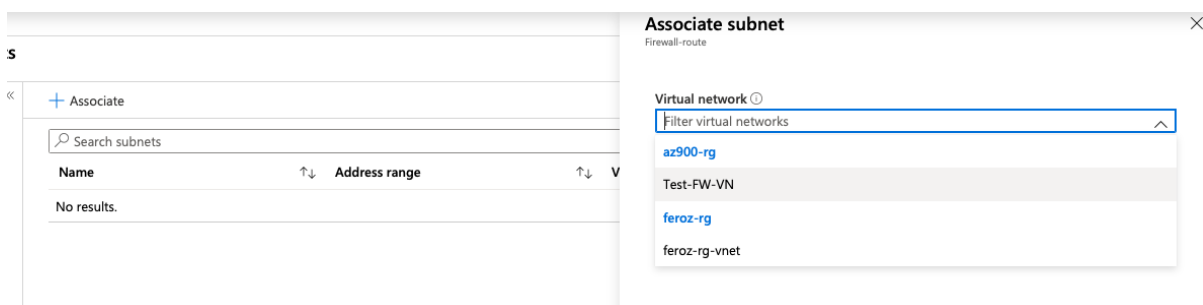 Associate subnet
Firewall-route
Associate
Search subnets
Name
Address range
V
No results.
Virtual network
Filter virtual networks
az900-rg
Test-FW-VN
feroz-rg
feroz-rg-vnet